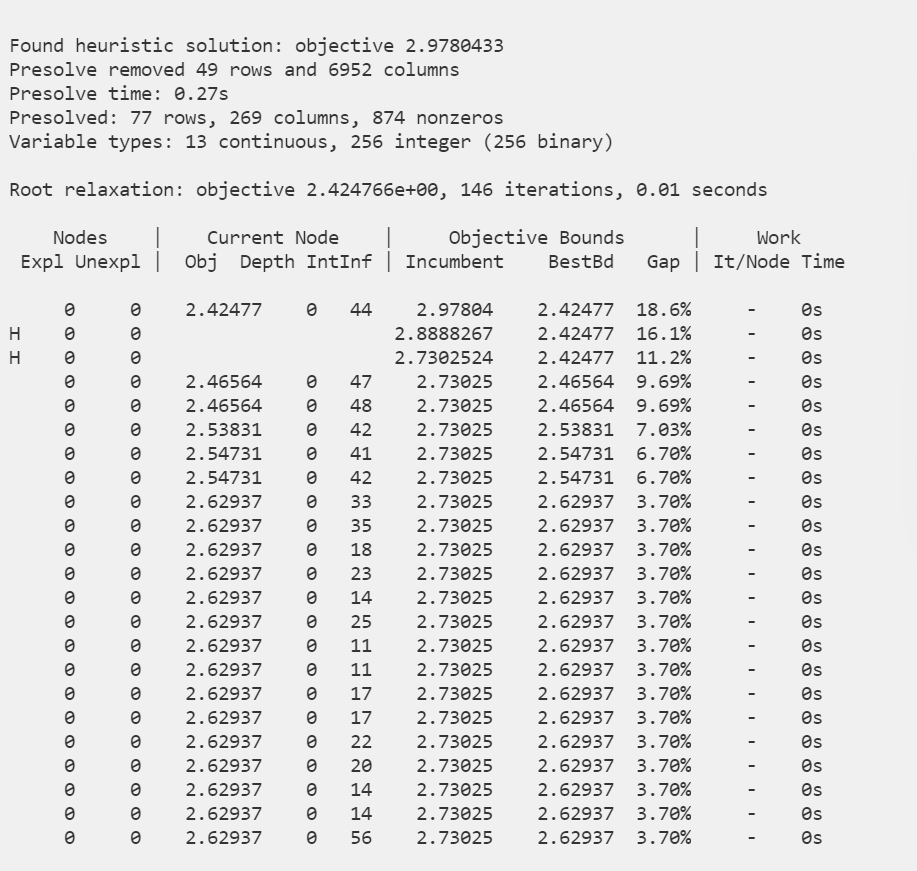 Found heuristic solution: objective 2.9780433
Presolve removed 49 rows and 6952 columns
Presolve time: 0.27s
Presolved: 77 rows, 269 columns, 874 nonzeros
Variable types: 13 continuous, 256 integer (256 binary)
Root relaxation: objective 2.424766e+00, 146 iterations, 0.01 seconds
Nodes | Current Node | Objective Bounds | Work
Expl Unexpl | Obj Depth IntInf | Incumbent BestBd Gap | It/Node Time
0 0 2.42477 0 44 2.97804 2.42477 18.6% - 0s
H 0 0 2.8888267 2.42477 16.1% - 0s
H 0 0 2.7302524 2.42477 11.2% - 0s
0 0 2.46564 0 47 2.73025 2.46564 9.69% - 0s
0 0 2.46564 0 48 2.73025 2.46564 9.69% - 0s
0 0 2.53831 0 42 2.73025 2.53831 7.03% - 0s
0 0 2.54731 0 41 2.73025 2.54731 6.70% - 0s
0 0 2.54731 0 42 2.73025 2.54731 6.70% - 0s
0 0 2.62937 0 33 2.73025 2.62937 3.70% - 0s
0 0 2.62937 0 35 2.73025 2.62937 3.70% - 0s
0 0 2.62937 0 18 2.73025 2.62937 3.70% - 0s
0 0 2.62937 0 23 2.73025 2.62937 3.70% - 0s
0 0 2.62937 0 14 2.73025 2.62937 3.70% - 0s
0 0 2.62937 0 25 2.73025 2.62937 3.70% - 0s
0 0 2.62937 0 11 2.73025 2.62937 3.70% - 0s
0 0 2.62937 0 11 2.73025 2.62937 3.70% - 0s
0 0 2.62937 0 17 2.73025 2.62937 3.70% - 0s
0 0 2.62937 0 17 2.73025 2.62937 3.70% - 0s
0 0 2.62937 0 22 2.73025 2.62937 3.70% - 0s
0 0 2.62937 0 20 2.73025 2.62937 3.70% - 0s
0 0 2.62937 0 14 2.73025 2.62937 3.70% - 0s
0 0 2.62937 0 14 2.73025 2.62937 3.70% - 0s
0 0 2.62937 0 56 2.73025 2.62937 3.70% - 0s